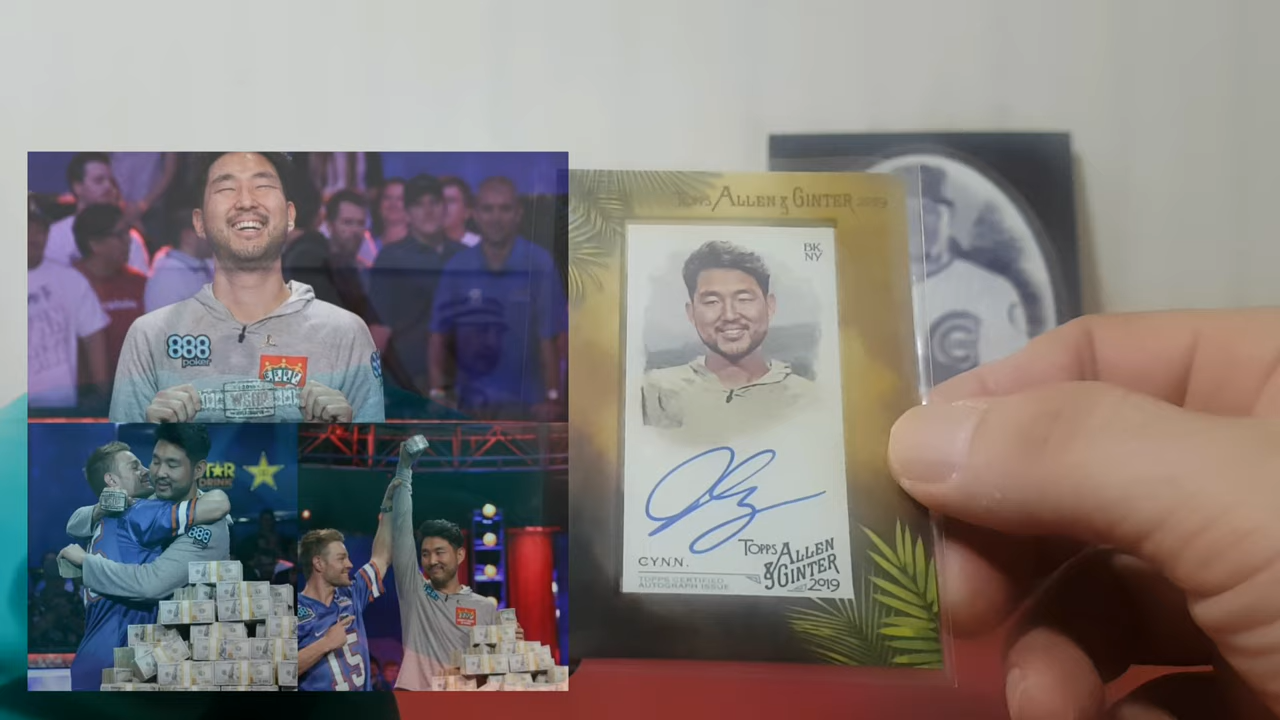 888
poker
WSOP
STAR
DRINK
888
15
TOPPS ALLEN & GINTER 2019
BK
NY
CYNN.
TOPPS CERTIFIED
AUTOGRAPH ISSUE
TOPPS ALLEN
& GINTER
2019